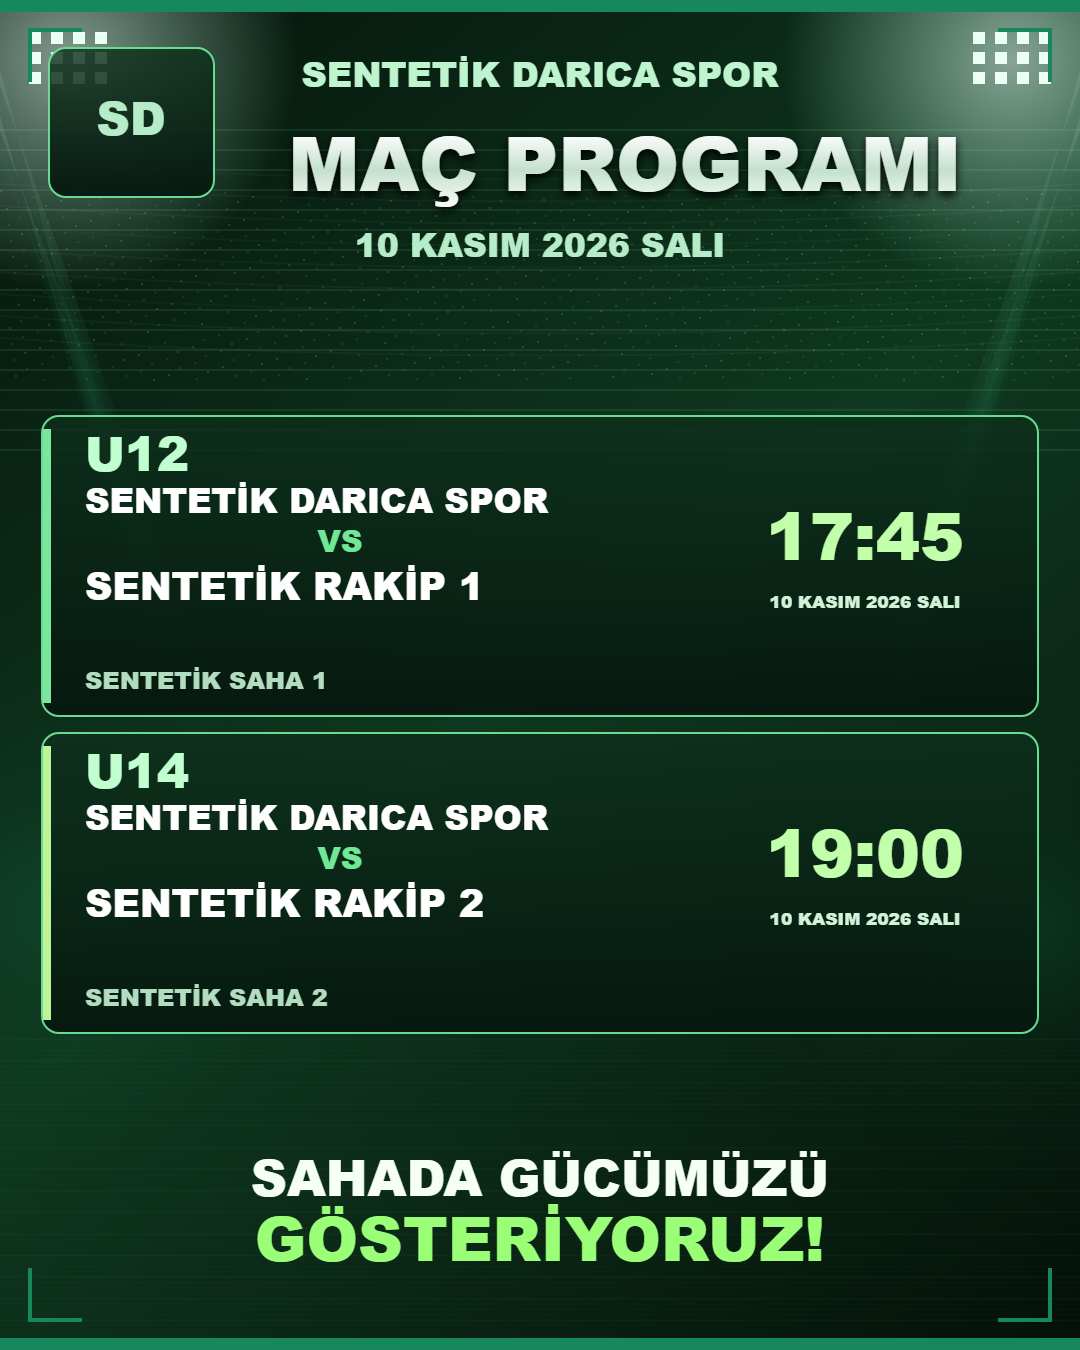 SD
SENTETİK DARICA SPOR
MAÇ PROGRAMI
10 KASIM 2026 SALI
U12
SENTETİK DARICA SPOR
VS
SENTETİK RAKİP 1
17:45
10 KASIM 2026 SALI
SENTETİK SAHA 1
U14
SENTETİK DARICA SPOR
VS
SENTETİK RAKİP 2
19:00
10 KASIM 2026 SALI
SENTETİK SAHA 2
SAHADA GÜCÜMÜZÜ
GÖSTERİYORUZ!